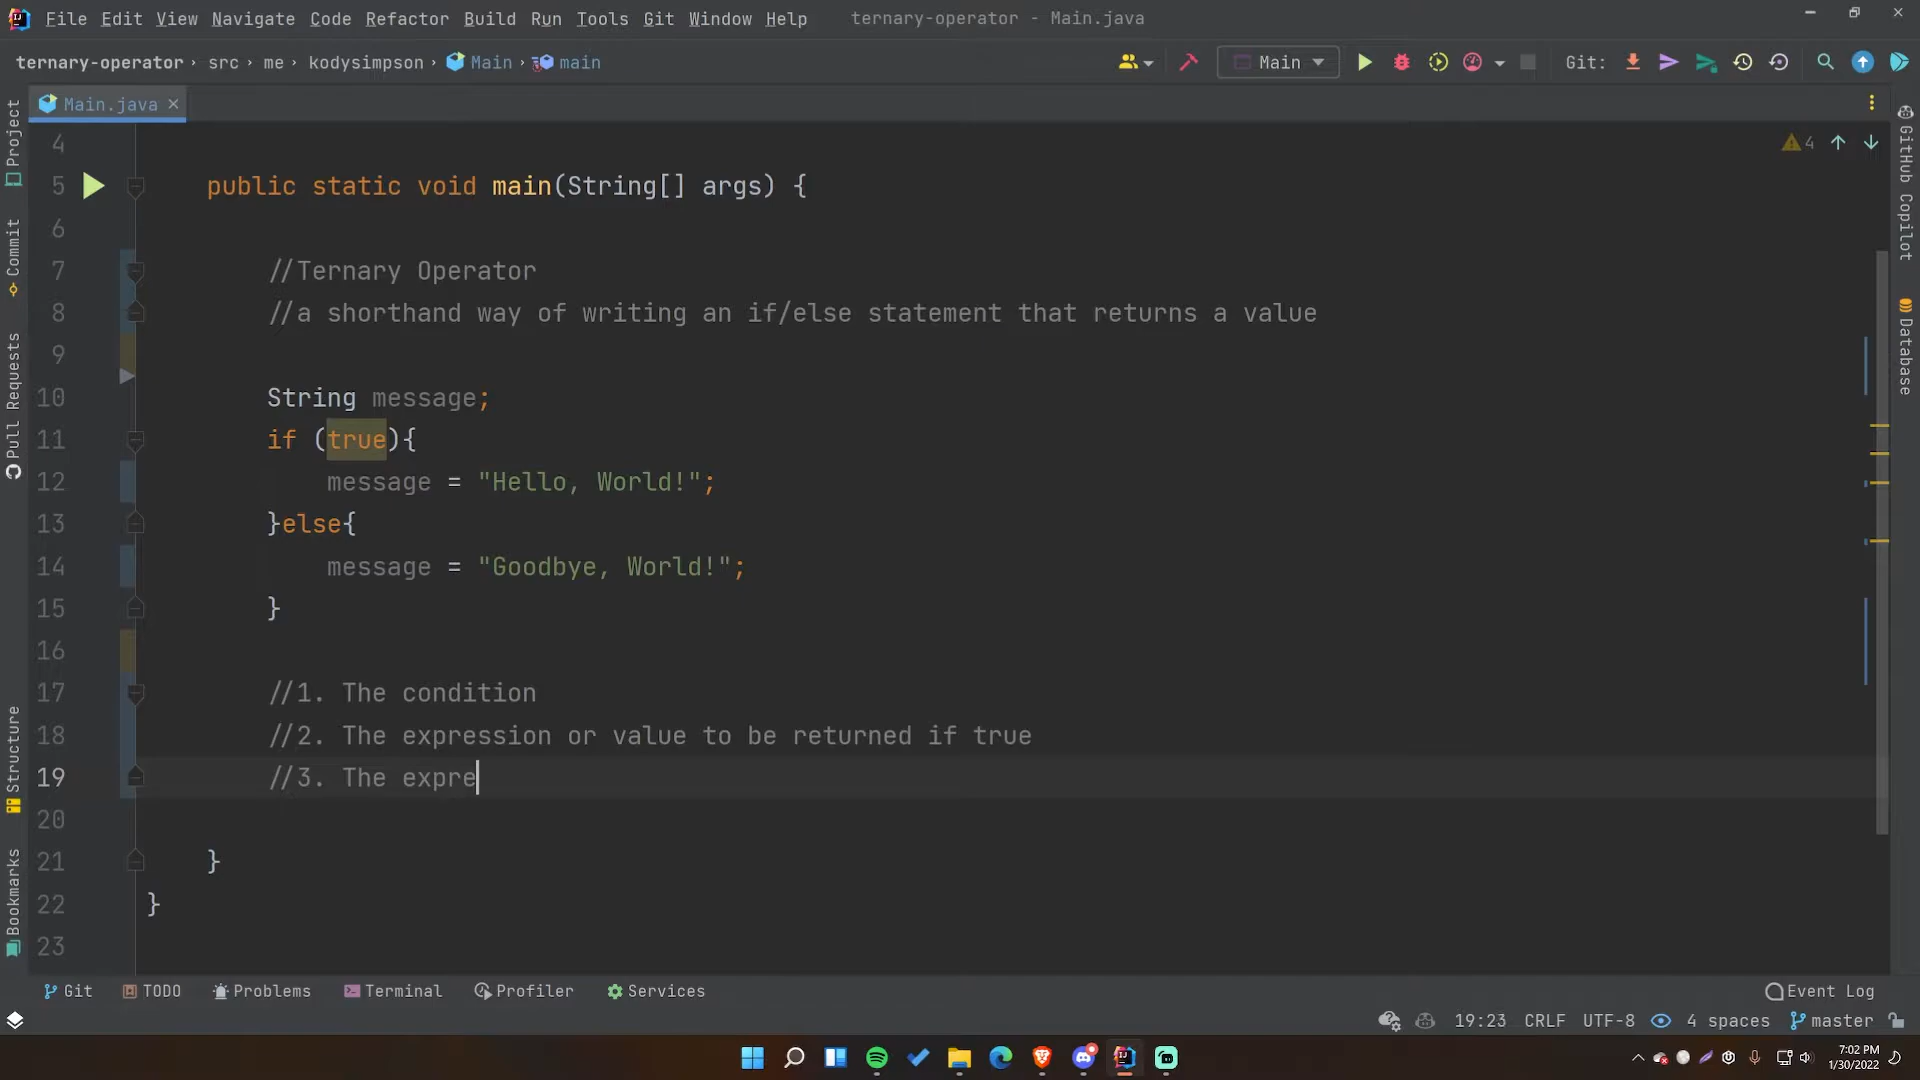 File Edit View Navigate Code Refactor Build Run Tools Git Window Help ternary-operator - Main.java
ternary-operator › src › me › kodysimpson › Main › main Main Git:
Main.java
4
5 public static void main(String[] args) {
6
7 //Ternary Operator
8 //a shorthand way of writing an if/else statement that returns a value
9
10 String message;
11 if (true){
12 message = "Hello, World!";
13 }else{
14 message = "Goodbye, World!";
15 }
16
17 //1. The condition
18 //2. The expression or value to be returned if true
19 //3. The expre
20
21 }
22 }
23
4
Project
Commit
Pull Requests
Structure
Bookmarks
GitHub Copilot
Database
Git TODO Problems Terminal Profiler Services Event Log
19:23 CRLF UTF-8 4 spaces master
7:02 PM
1/30/2022